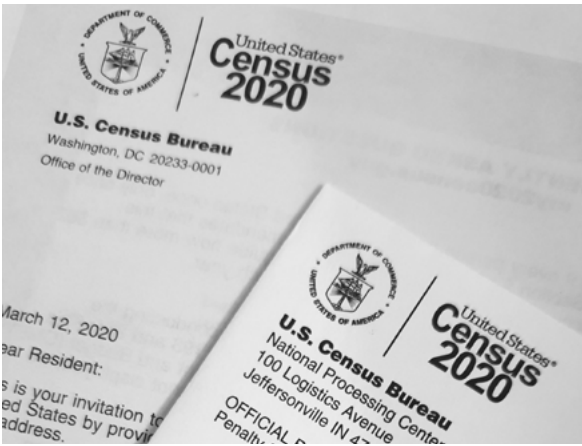 DEPARTMENT OF COMMERCE
UNITED STATES OF AMERICA
United States®
Census
2020
U.S. Census Bureau
Washington, DC 20233-0001
Office of the Director
March 12, 2020
ear Resident:
s is your invitation to
ed States by provi
address.
DEPARTMENT OF COMMERCE
UNITED STATES OF AMERICA
United States®
Census
2020
U.S. Census Bureau
National Processing Center
100 Logistics Avenue
Jeffersonville IN 47
OFFICIAL
Penalty